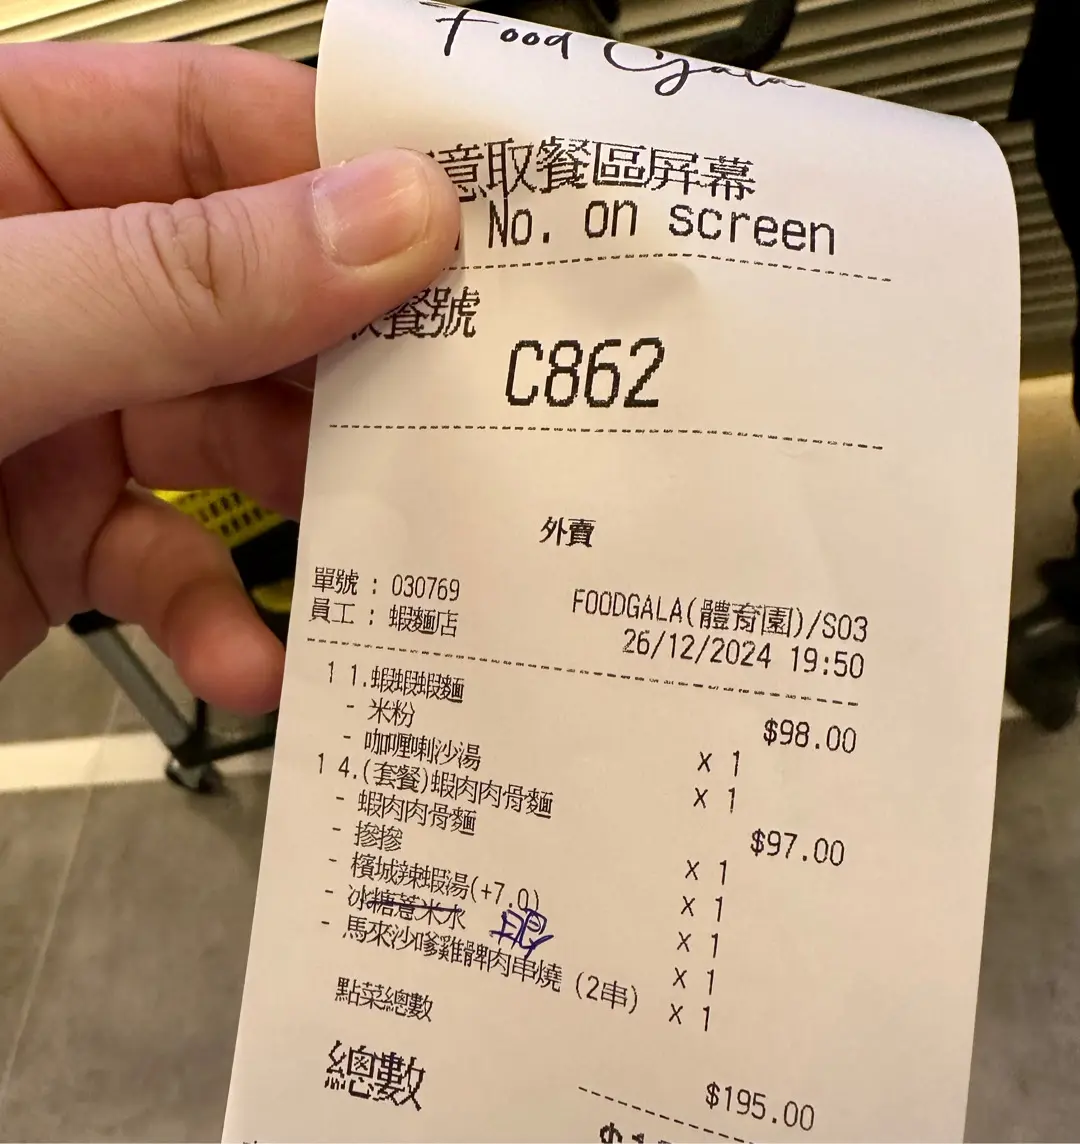 Food Gala
意取餐區屏幕
No. on screen
餐號
C862
外賣
單號 : 030769 FOODGALA(體育園)/S03
員工 : 蝦麵店 26/12/2024 19:50
1 1.蝦蝦蝦麵 $98.00
- 米粉 x 1
- 咖喱喇沙湯 x 1
1 4.(套餐)蝦肉肉骨麵 $97.00
- 蝦肉肉骨麵 x 1
- 摻摻 x 1
- 檳城辣蝦湯(+7.0) x 1
- 冰糖薏米水 x 1
- 馬來沙嗲雞髀肉串燒 (2串) x 1
點菜總數 $195.00
總數